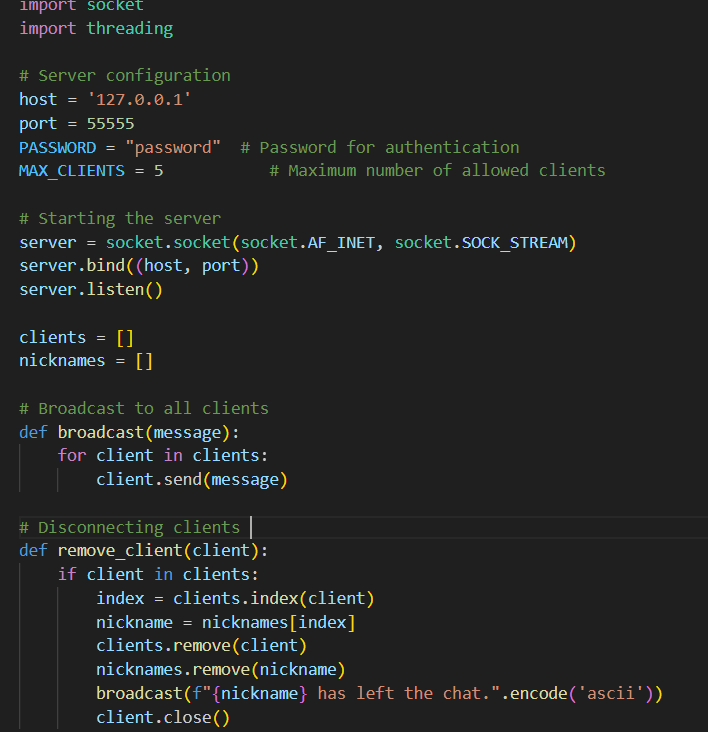 import socket
import threading
# Server configuration
host = '127.0.0.1'
port = 55555
PASSWORD = "password"  # Password for authentication
MAX_CLIENTS = 5           # Maximum number of allowed clients
# Starting the server
server = socket.socket(socket.AF_INET, socket.SOCK_STREAM)
server.bind((host, port))
server.listen()
clients = []
nicknames = []
# Broadcast to all clients
def broadcast(message):
    for client in clients:
        client.send(message)
# Disconnecting clients
def remove_client(client):
    if client in clients:
        index = clients.index(client)
        nickname = nicknames[index]
        clients.remove(client)
        nicknames.remove(nickname)
        broadcast(f"{nickname} has left the chat.".encode('ascii'))
        client.close()